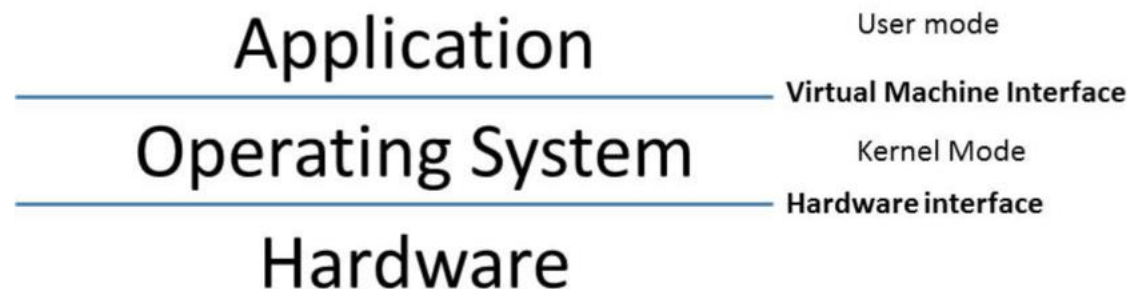 Application
User mode
Virtual Machine Interface
Operating System
Kernel Mode
Hardware interface
Hardware